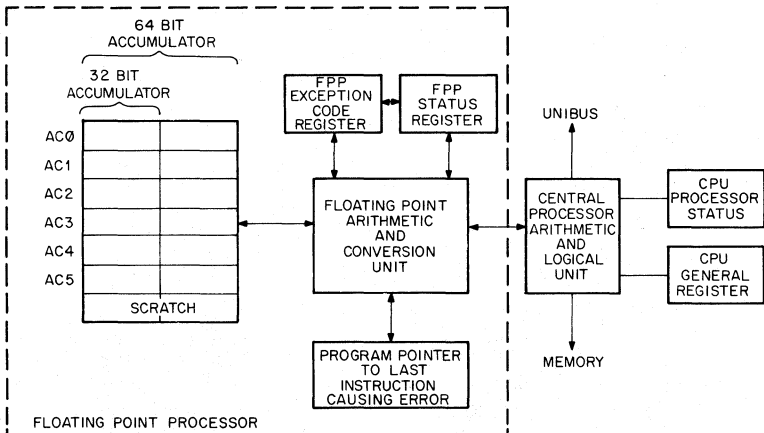 64 BIT
ACCUMULATOR
32 BIT
ACCUMULATOR
AC0
AC1
AC2
AC3
AC4
AC5
SCRATCH
FPP
EXCEPTION
CODE
REGISTER
FPP
STATUS
REGISTER
FLOATING POINT
ARITHMETIC
AND
CONVERSION
UNIT
PROGRAM POINTER
TO LAST
INSTRUCTION
CAUSING ERROR
FLOATING POINT PROCESSOR
UNIBUS
CENTRAL
PROCESSOR
ARITHMETIC
AND
LOGICAL
UNIT
MEMORY
CPU
PROCESSOR
STATUS
CPU
GENERAL
REGISTER